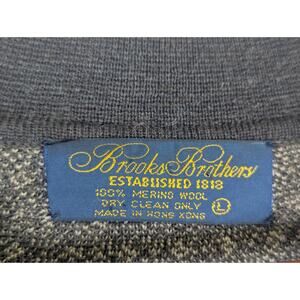 Brooks Brothers
ESTABLISHED 1818
100% MERINO WOOL
DRY CLEAN ONLY
MADE IN HONG KONG
L